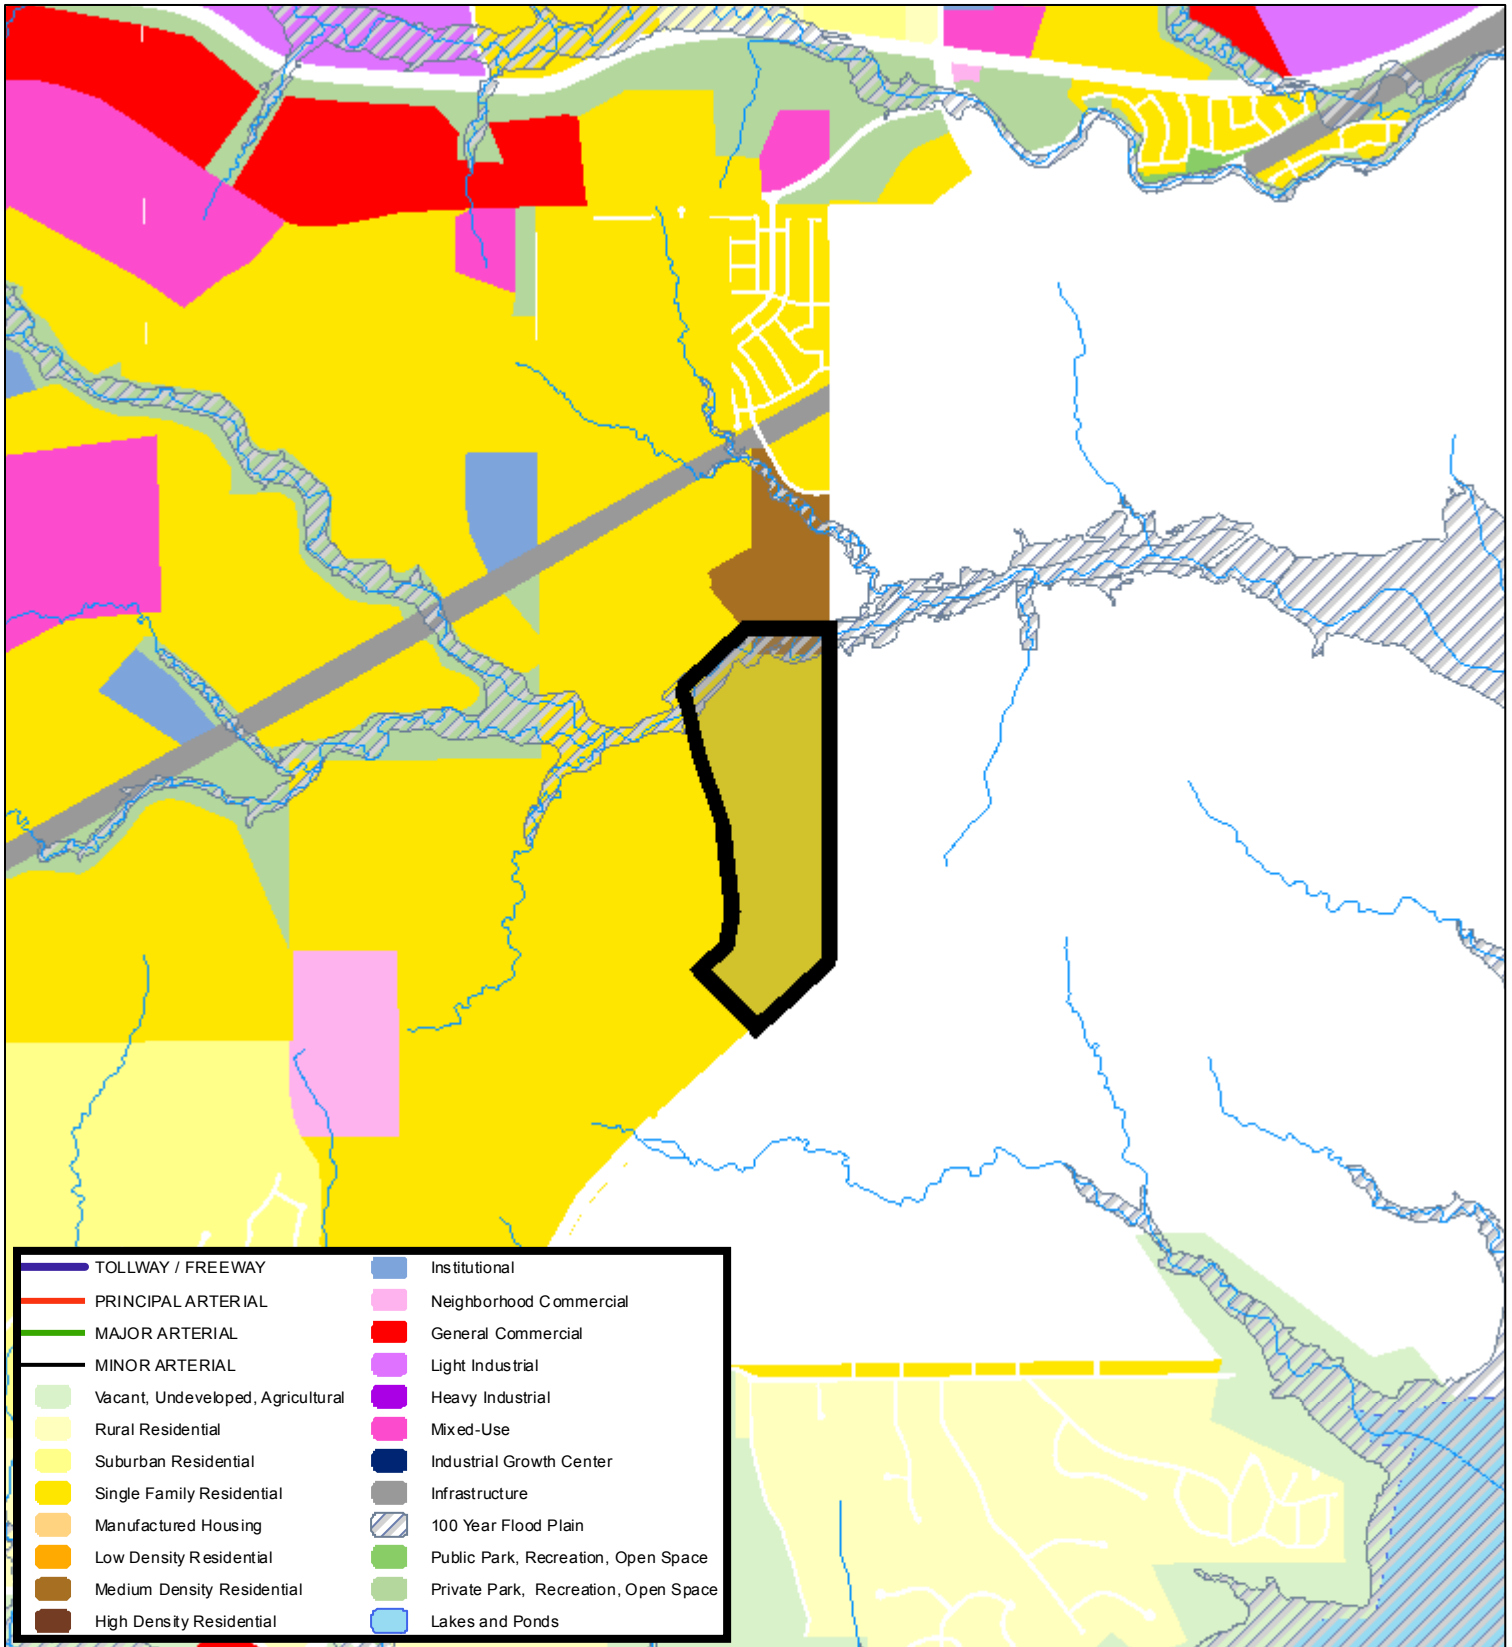 TOLLWAY / FREEWAY
PRINCIPAL ARTERIAL
MAJOR ARTERIAL
MINOR ARTERIAL
Vacant, Undeveloped, Agricultural
Rural Residential
Suburban Residential
Single Family Residential
Manufactured Housing
Low Density Residential
Medium Density Residential
High Density Residential
Institutional
Neighborhood Commercial
General Commercial
Light Industrial
Heavy Industrial
Mixed-Use
Industrial Growth Center
Infrastructure
100 Year Flood Plain
Public Park, Recreation, Open Space
Private Park, Recreation, Open Space
Lakes and Ponds